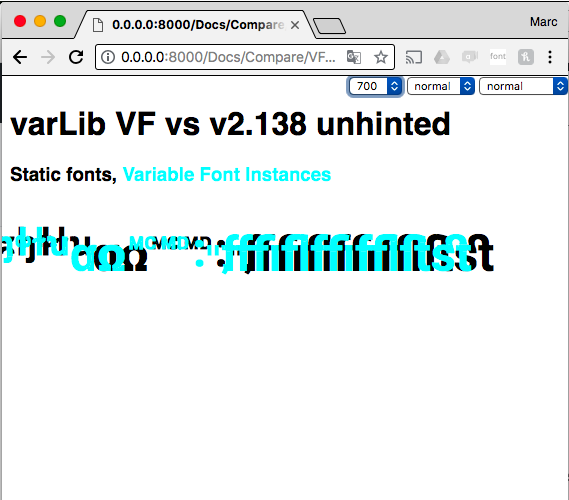 0.0.0.0:8000/Docs/Compare
Marc
0.0.0.0:8000/Docs/Compare/VF...
font
700
normal
normal
varLib VF vs v2.138 unhinted
Static fonts, Variable Font Instances